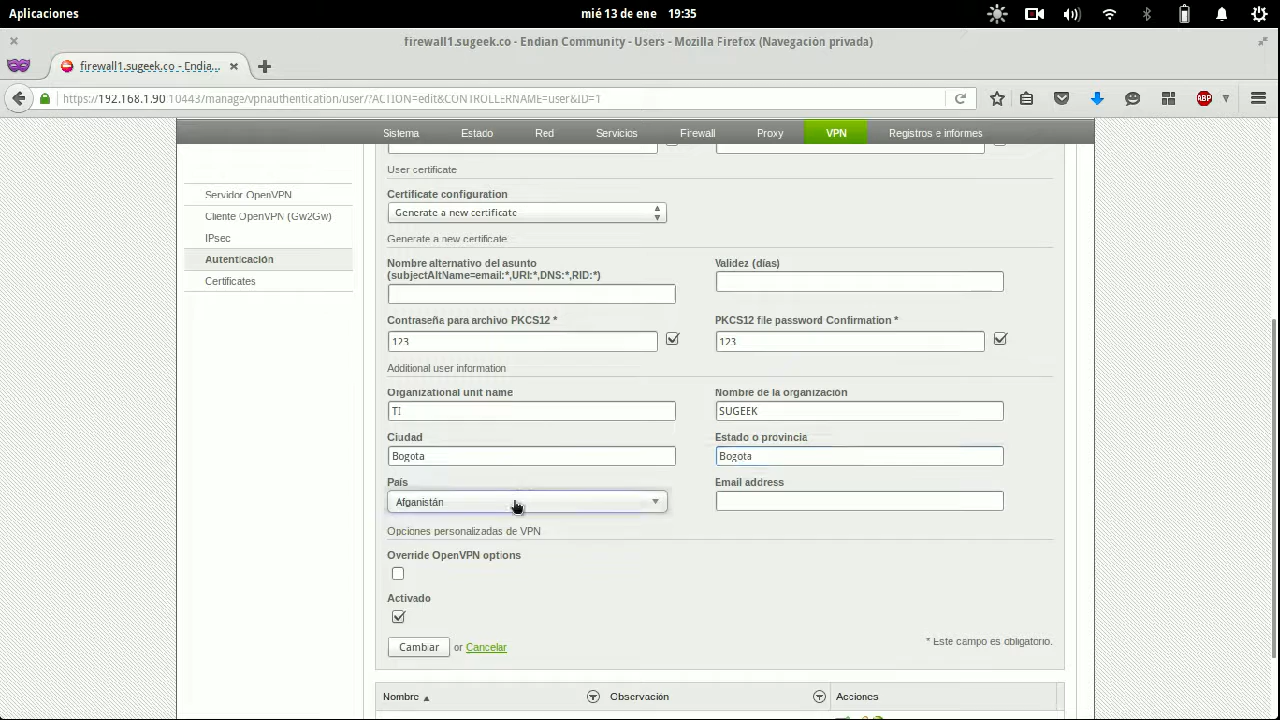 Aplicaciones
mié 13 de ene 19:35
firewall1.sugeek.co - Endian Community - Users - Mozilla Firefox (Navegación privada)
firewall1.sugeek.co - Endia...
https://192.168.1.90:10443/manage/vpnauthentication/user/?ACTION=edit&CONTROLLERNAME=user&ID=1
ABP
Sistema Estado Red Servicios Firewall Proxy VPN Registros e informes
Servidor OpenVPN
Cliente OpenVPN (Gw2Gw)
IPsec
Autenticación
Certificates
User certificate
Certificate configuration
Generate a new certificate
Generate a new certificate
Nombre alternativo del asunto
(subjectAltName=email:*,URI:*,DNS:*,RID:*)
Validez (días)
Contraseña para archivo PKCS12 *
PKCS12 file password Confirmation *
123
123
Additional user information
Organizational unit name
Nombre de la organización
TI
SUGEEK
Ciudad
Estado o provincia
Bogota
Bogota
País
Email address
Afganistán
Opciones personalizadas de VPN
Override OpenVPN options
Activado
Cambiar or Cancelar
* Este campo es obligatorio.
Nombre
Observación
Acciones